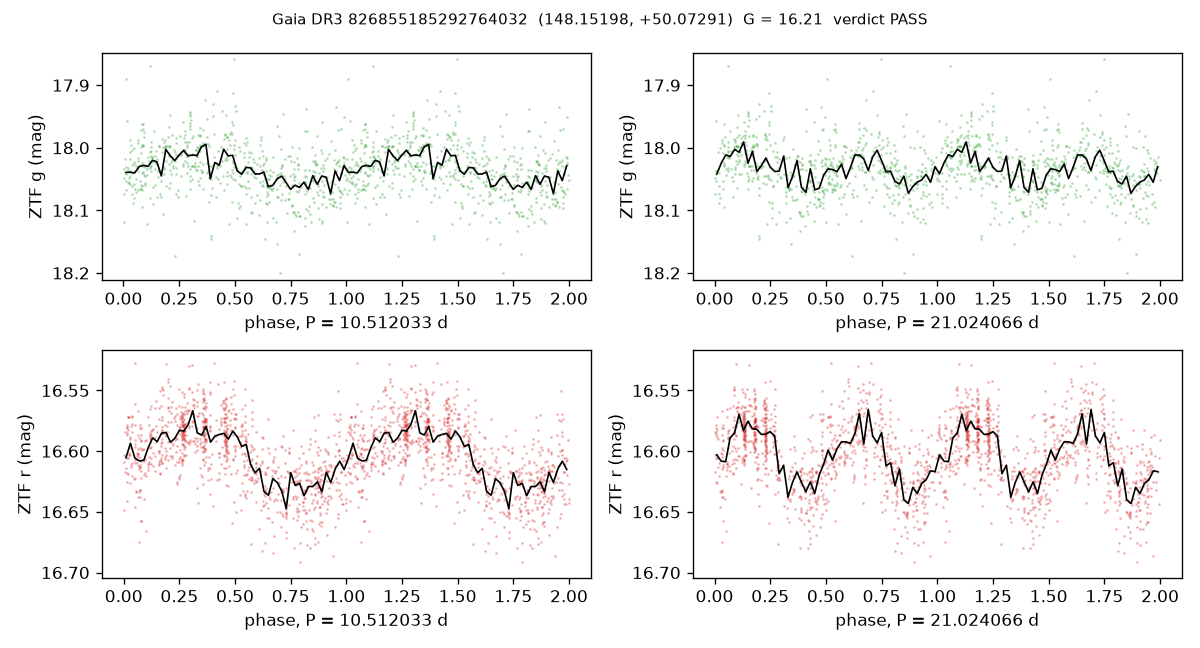 Gaia DR3 826855185292764032 (148.15198, +50.07291) G = 16.21 verdict PASS
ZTF g (mag)
17.9
18.0
18.1
18.2
0.00 0.25 0.50 0.75 1.00 1.25 1.50 1.75 2.00
phase, P = 10.512033 d
ZTF g (mag)
17.9
18.0
18.1
18.2
0.00 0.25 0.50 0.75 1.00 1.25 1.50 1.75 2.00
phase, P = 21.024066 d
ZTF r (mag)
16.55
16.60
16.65
16.70
0.00 0.25 0.50 0.75 1.00 1.25 1.50 1.75 2.00
phase, P = 10.512033 d
ZTF r (mag)
16.55
16.60
16.65
16.70
0.00 0.25 0.50 0.75 1.00 1.25 1.50 1.75 2.00
phase, P = 21.024066 d